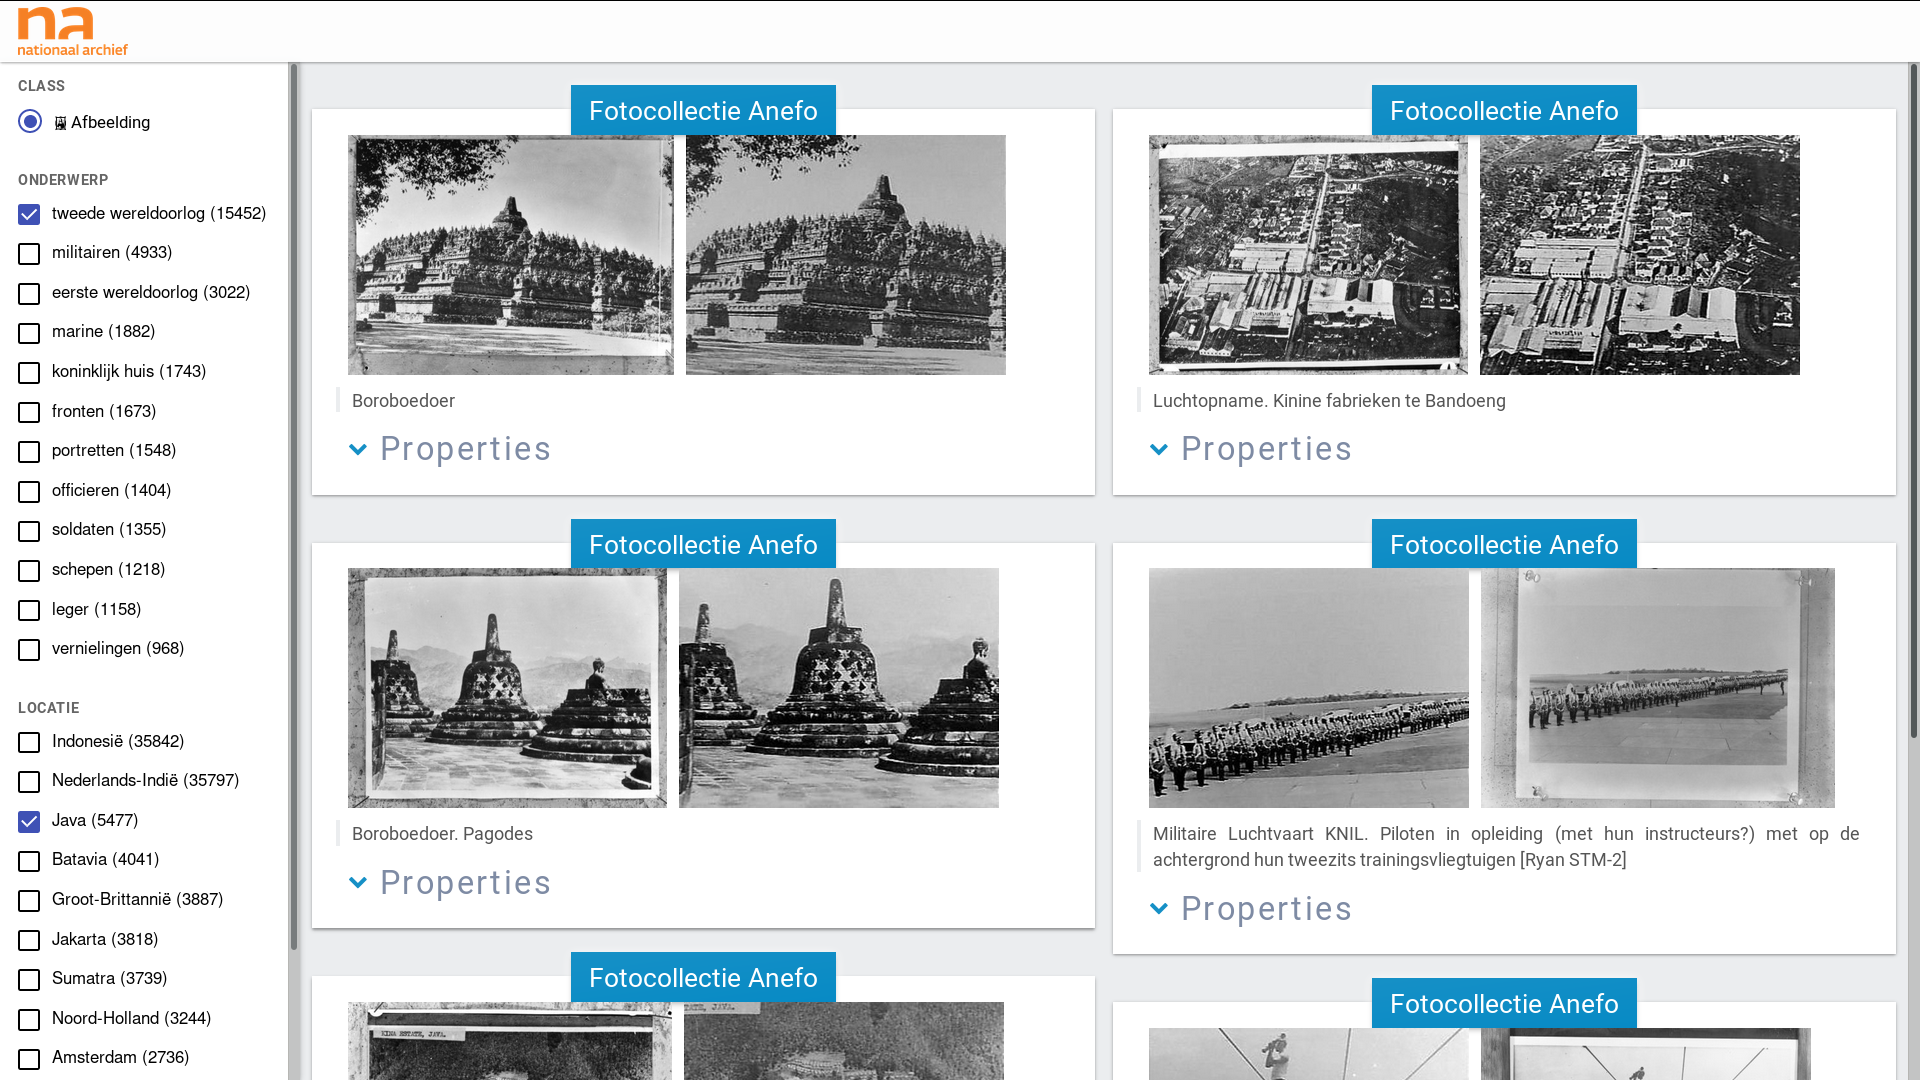 na
nationaal archief
CLASS
Afbeelding
ONDERWERP
tweede wereldoorlog (15452)
militairen (4933)
eerste wereldoorlog (3022)
marine (1882)
koninklijk huis (1743)
fronten (1673)
portretten (1548)
officieren (1404)
soldaten (1355)
schepen (1218)
leger (1158)
vernielingen (968)
LOCATIE
Indonesië (35842)
Nederlands-Indië (35797)
Java (5477)
Batavia (4041)
Groot-Brittannië (3887)
Jakarta (3818)
Sumatra (3739)
Noord-Holland (3244)
Amsterdam (2736)
Fotocollectie Anefo
Boroboedoer
Properties
Fotocollectie Anefo
Luchtopname. Kinine fabrieken te Bandoeng
Properties
Fotocollectie Anefo
Boroboedoer. Pagodes
Properties
Fotocollectie Anefo
Militaire Luchtvaart KNIL. Piloten in opleiding (met hun instructeurs?) met op de
achtergrond hun tweezits trainingsvliegtuigen [Ryan STM-2]
Properties
Fotocollectie Anefo
ESTATE, JAVA.
Fotocollectie Anefo